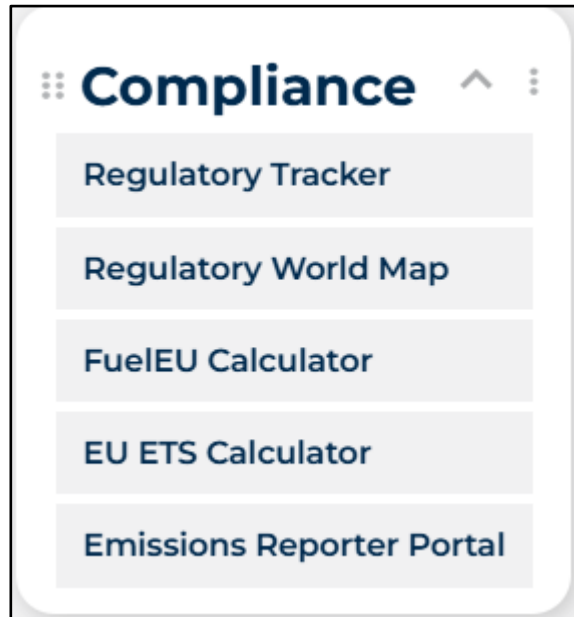 Compliance
Regulatory Tracker
Regulatory World Map
FuelEU Calculator
EU ETS Calculator
Emissions Reporter Portal